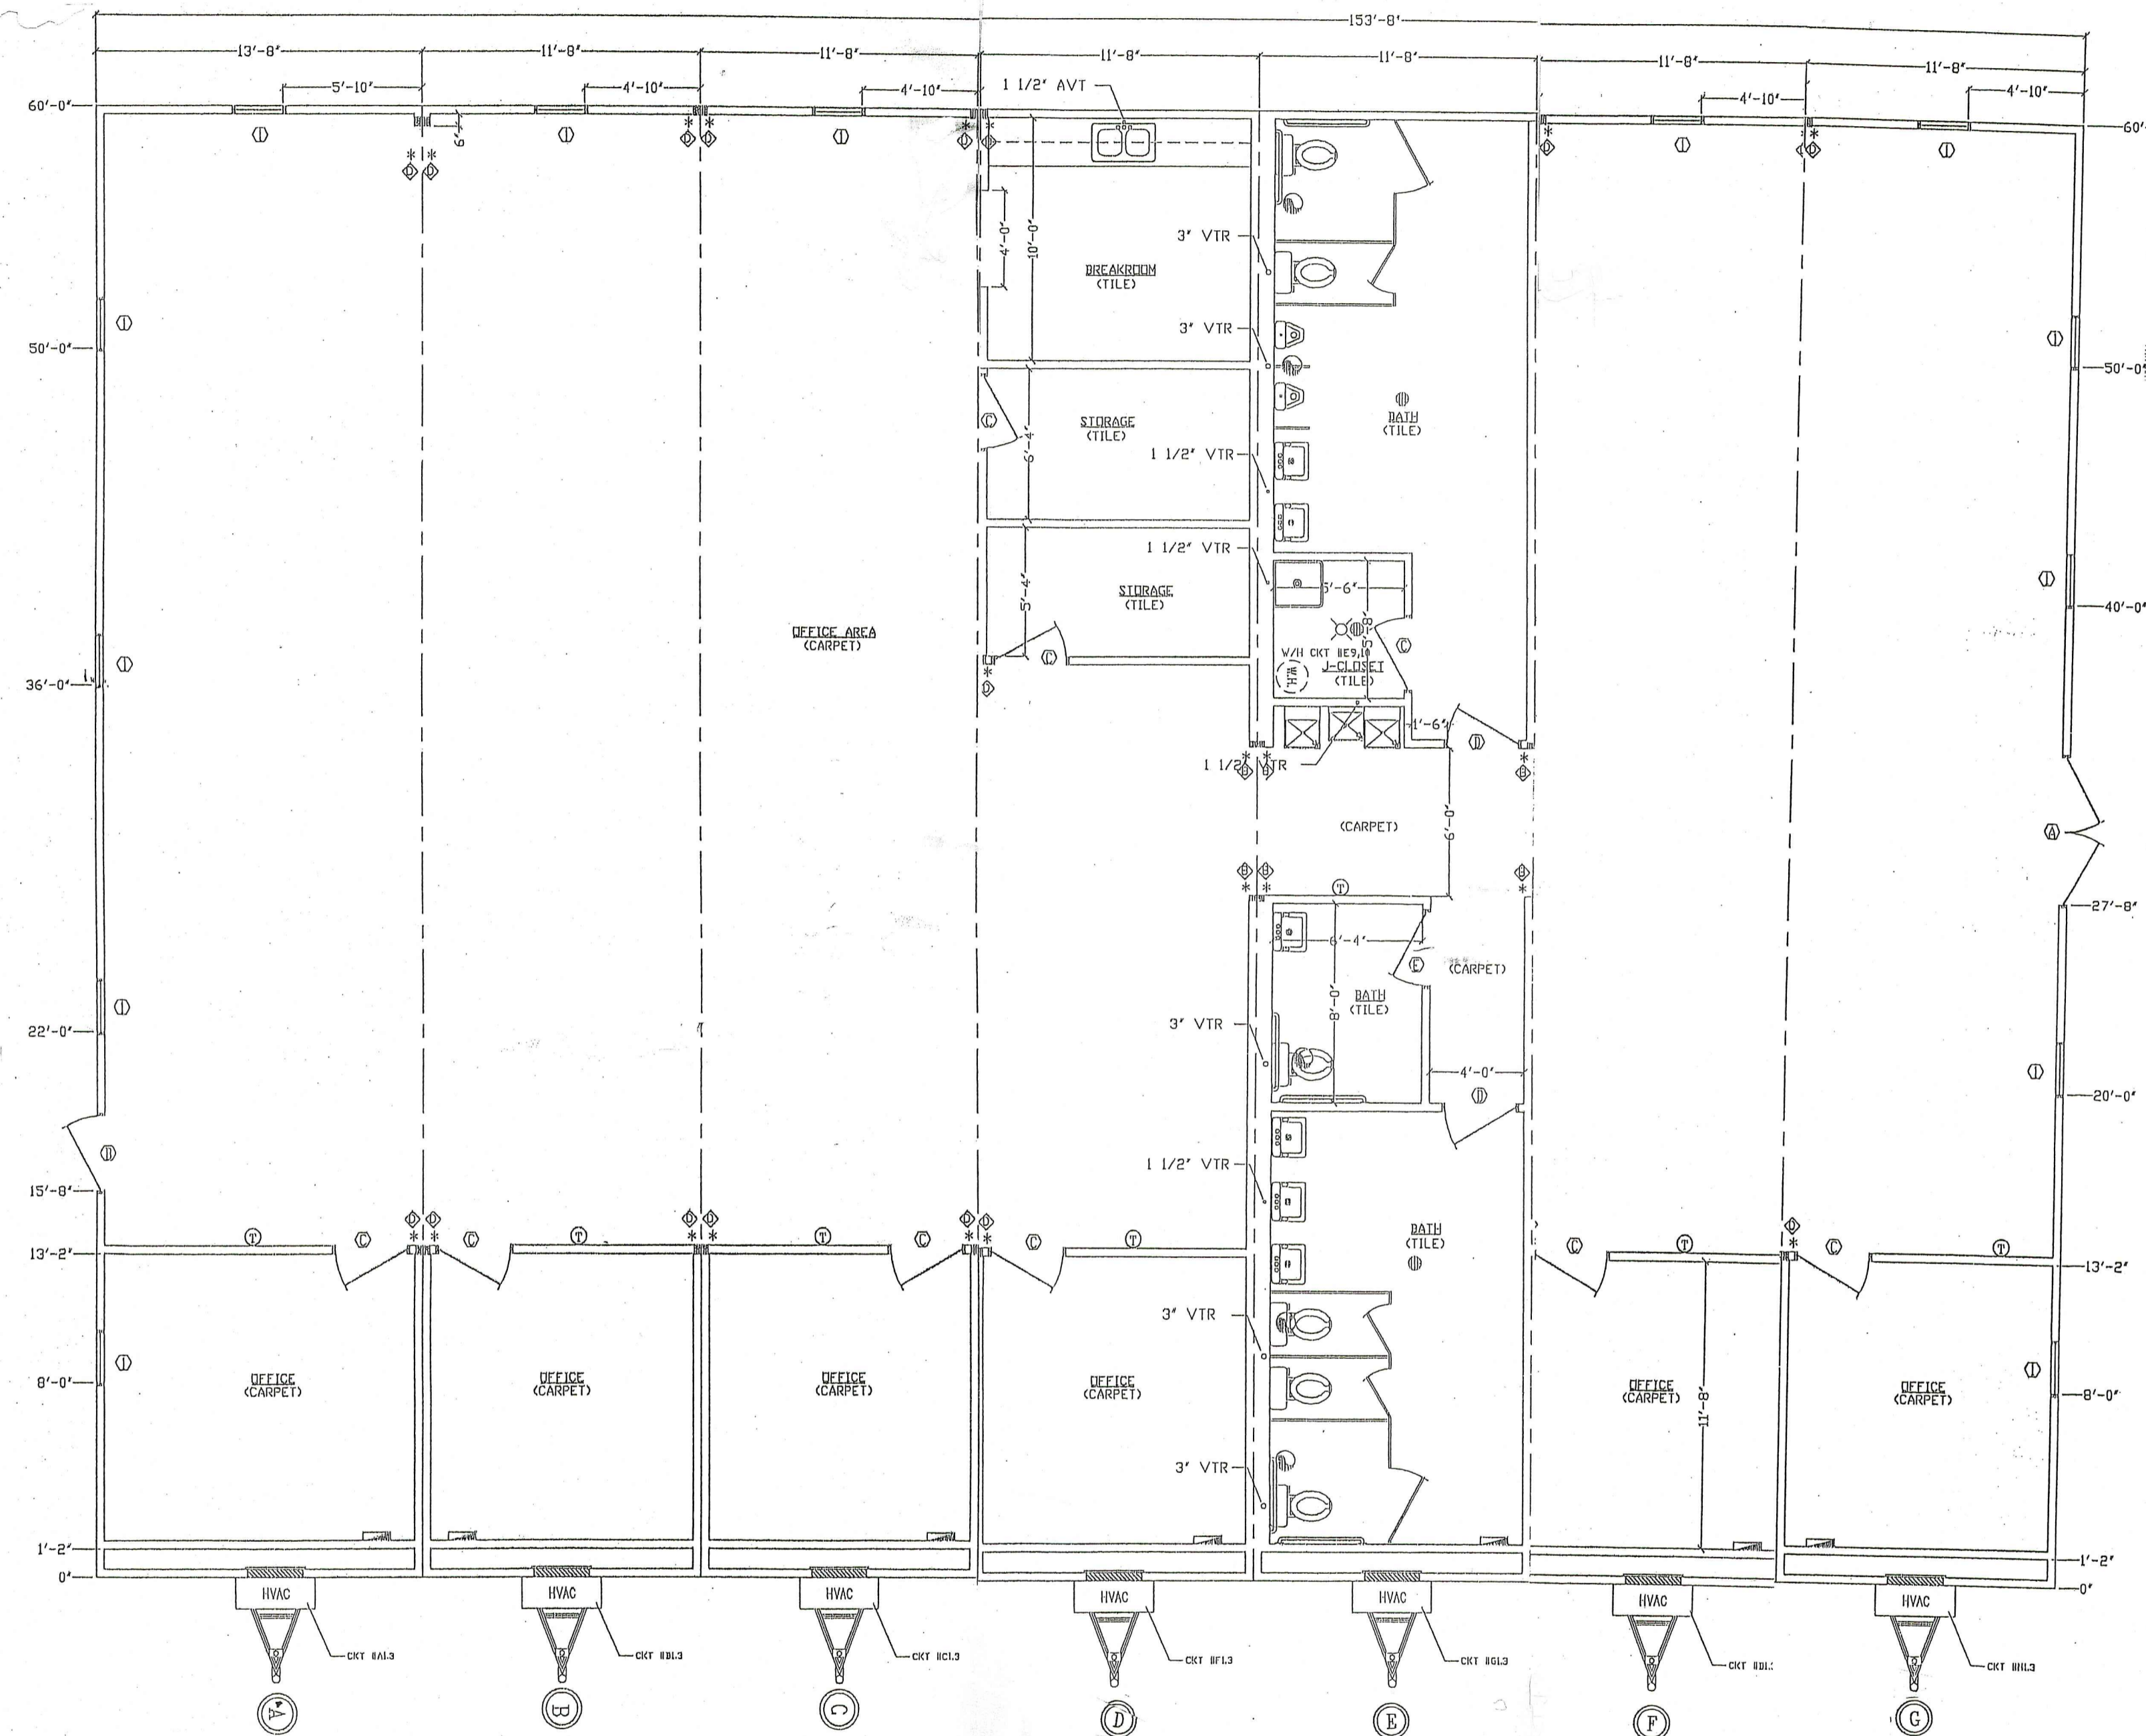 153'-8"
13'-8"
11'-8"
11'-8"
11'-8"
11'-8"
11'-8"
11'-8"
5'-10"
4'-10"
4'-10"
1 1/2" AVT
4'-10"
4'-10"
60'-0"
6"
D
D
D
D
D
D
D
D
4'-0"
10'-0"
3" VTR
BREAKROOM
(TILE)
3" VTR
50'-0"
50'-0"
STORAGE
(TILE)
C
6'-4"
BATH
(TILE)
1 1/2" VTR
1 1/2" VTR
5'-4"
STORAGE
(TILE)
5'-6"
5'-8"
40'-0"
OFFICE AREA
(CARPET)
C
C
J-CLOSET
(TILE)
W.H.
36'-0"
D
1'-6"
D
1 1/2" VTR
(CARPET)
6'-0"
A
T
27'-8"
6'-4"
E
(CARPET)
BATH
(TILE)
8'-0"
3" VTR
22'-0"
4'-0"
D
20'-0"
15'-8"
1 1/2" VTR
D
D
D
D
D
D
D
T
C
C
T
T
C
C
T
BATH
(TILE)
C
T
C
T
13'-2"
13'-2"
3" VTR
8'-0"
OFFICE
(CARPET)
OFFICE
(CARPET)
OFFICE
(CARPET)
OFFICE
(CARPET)
OFFICE
(CARPET)
11'-8"
OFFICE
(CARPET)
8'-0"
3" VTR
1'-2"
1'-2"
0"
0"
HVAC
HVAC
HVAC
HVAC
HVAC
HVAC
HVAC
A
B
C
D
E
F
G